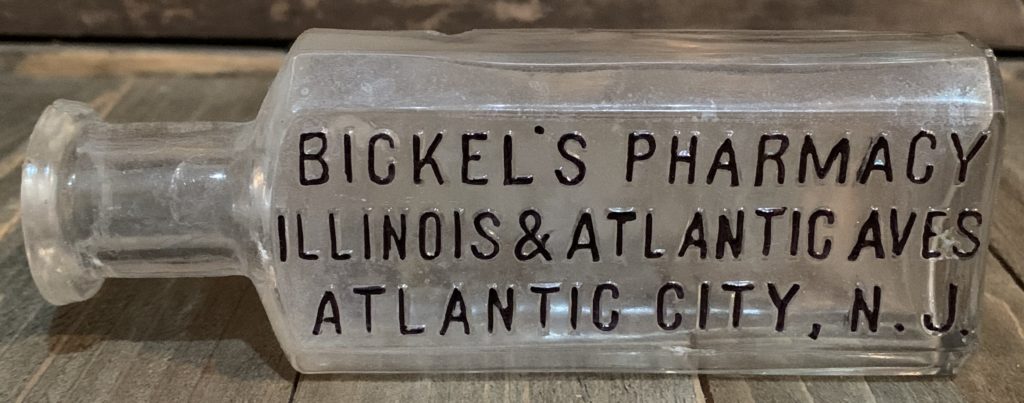 BICKEL'S PHARMACY
ILLINOIS & ATLANTIC AVES
ATLANTIC CITY, N. J.